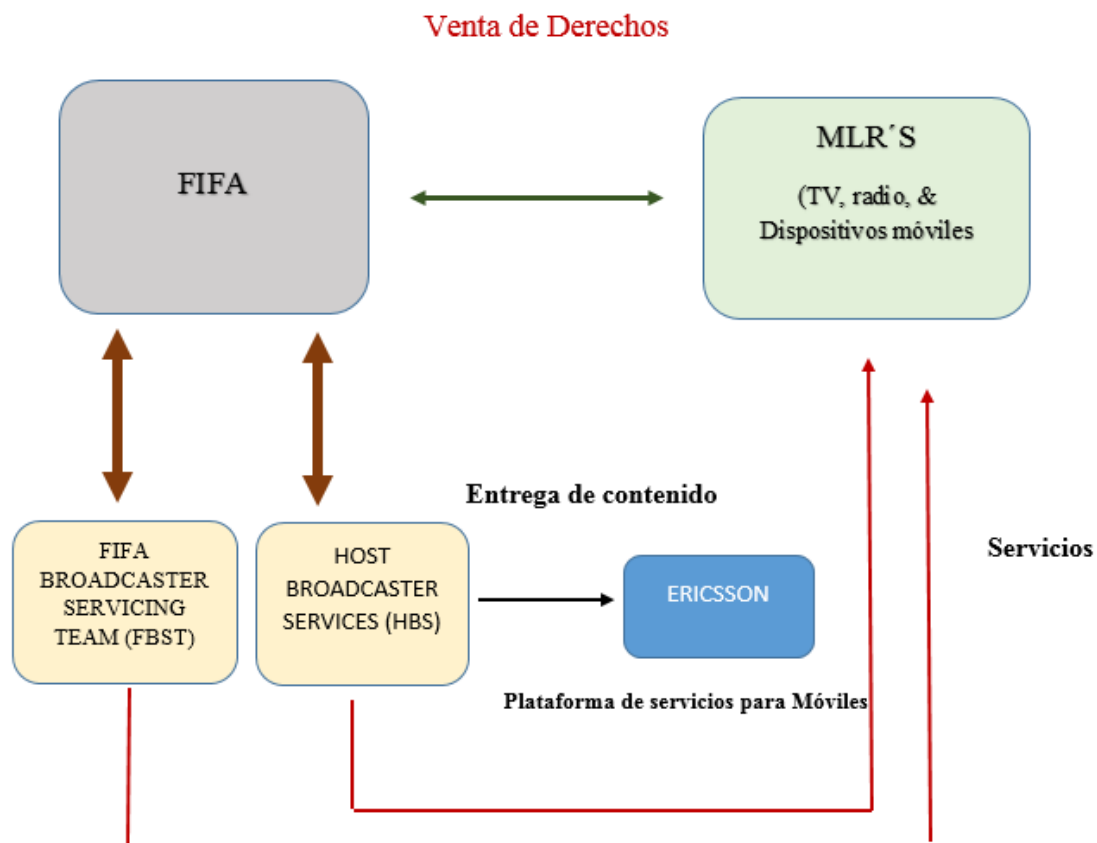 Venta de Derechos
FIFA
MLR´S
(TV, radio, &
Dispositivos móviles
Entrega de contenido
FIFA
BROADCASTER
SERVICING
TEAM (FBST)
HOST
BROADCASTER
SERVICES (HBS)
ERICSSON
Servicios
Plataforma de servicios para Móviles